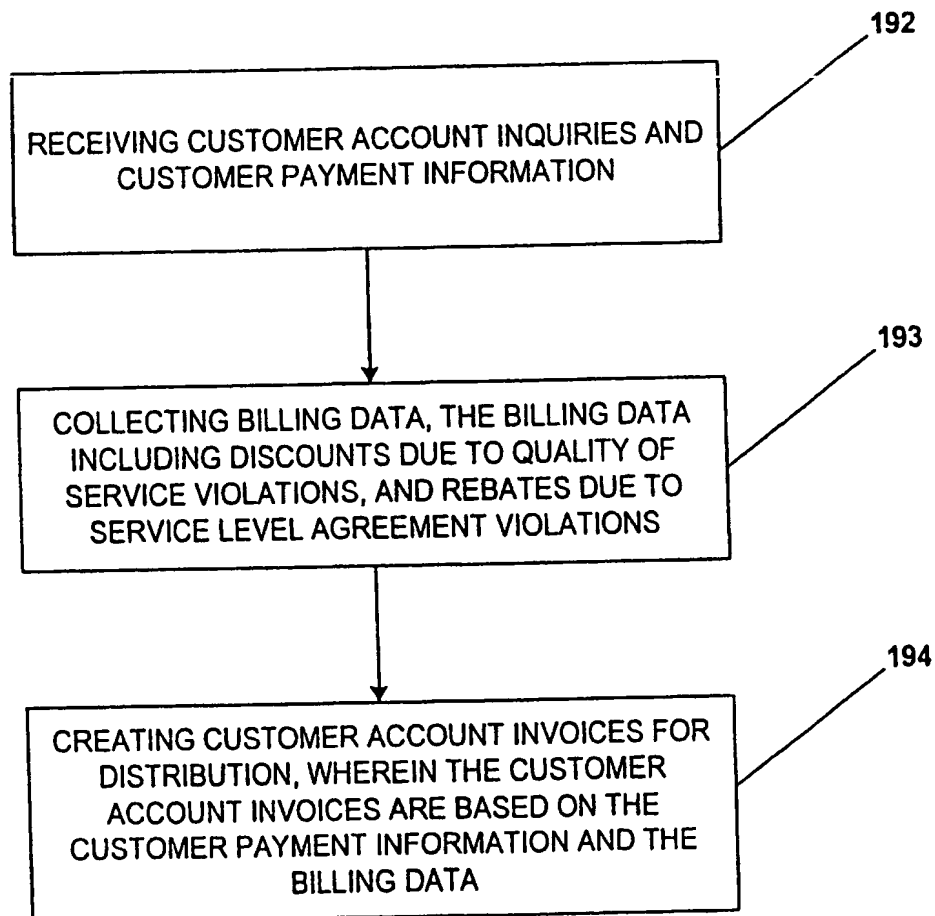 192
RECEIVING CUSTOMER ACCOUNT INQUIRIES AND
CUSTOMER PAYMENT INFORMATION
193
COLLECTING BILLING DATA, THE BILLING DATA
INCLUDING DISCOUNTS DUE TO QUALITY OF
SERVICE VIOLATIONS, AND REBATES DUE TO
SERVICE LEVEL AGREEMENT VIOLATIONS
194
CREATING CUSTOMER ACCOUNT INVOICES FOR
DISTRIBUTION, WHEREIN THE CUSTOMER
ACCOUNT INVOICES ARE BASED ON THE
CUSTOMER PAYMENT INFORMATION AND THE
BILLING DATA